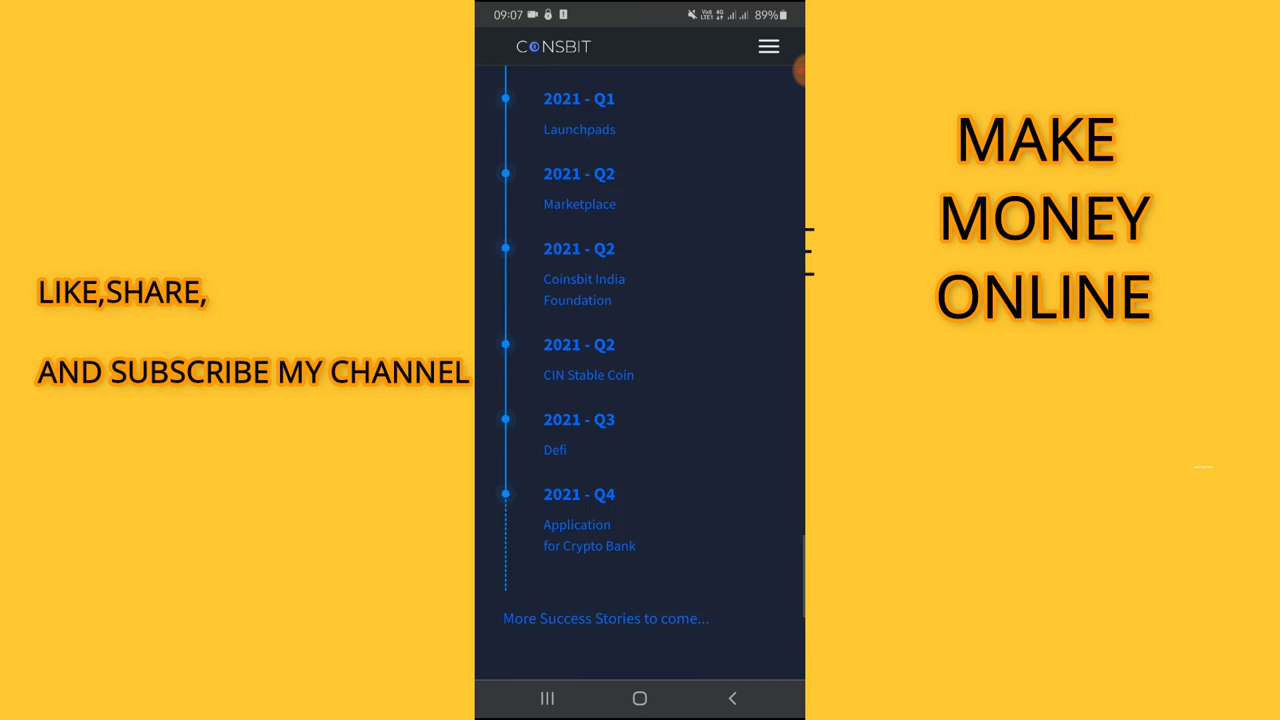 LIKE,SHARE,
AND SUBSCRIBE MY CHANNEL
09:07
89%
CONSBIT
2021 - Q1
Launchpads
2021 - Q2
Marketplace
2021 - Q2
Coinsbit India
Foundation
2021 - Q2
CIN Stable Coin
2021 - Q3
Defi
2021 - Q4
Application
for Crypto Bank
More Success Stories to come...
MAKE
MONEY
ONLINE